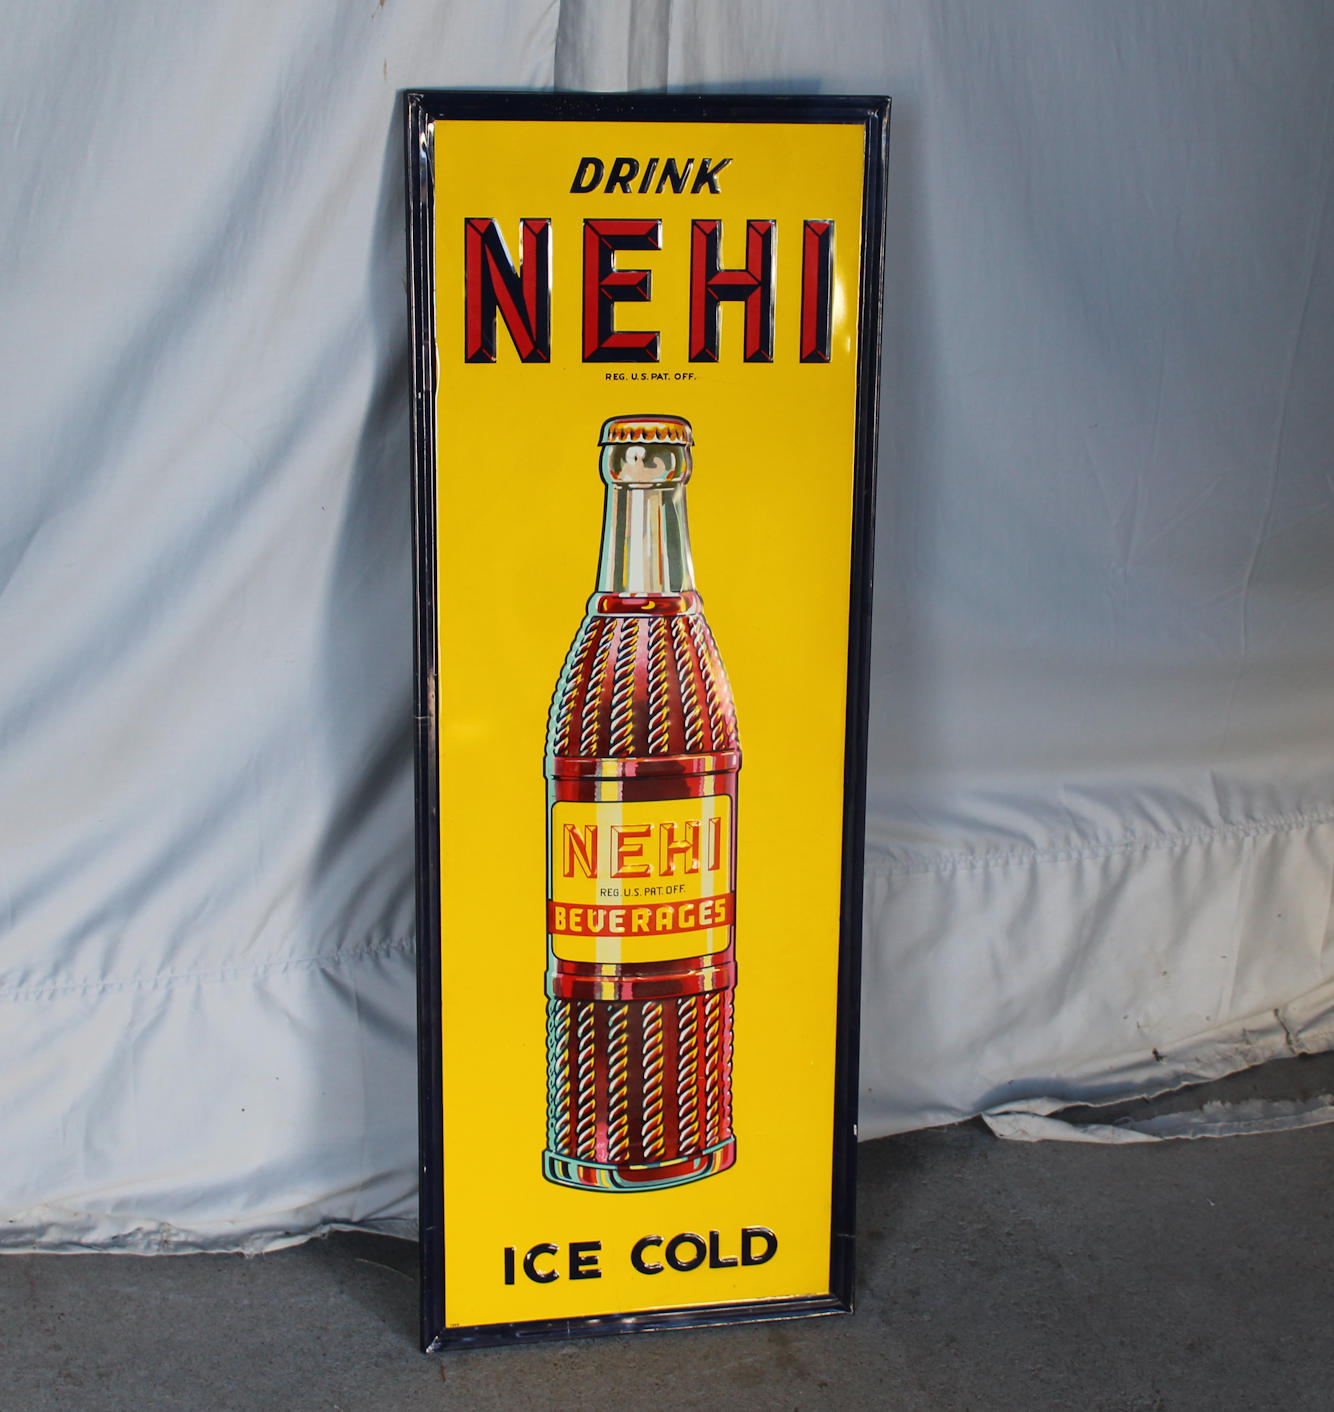 DRINK
NEHI
REG. U.S. PAT. OFF.
NEHI
REG. U.S. PAT. OFF.
BEVERAGES
ICE COLD